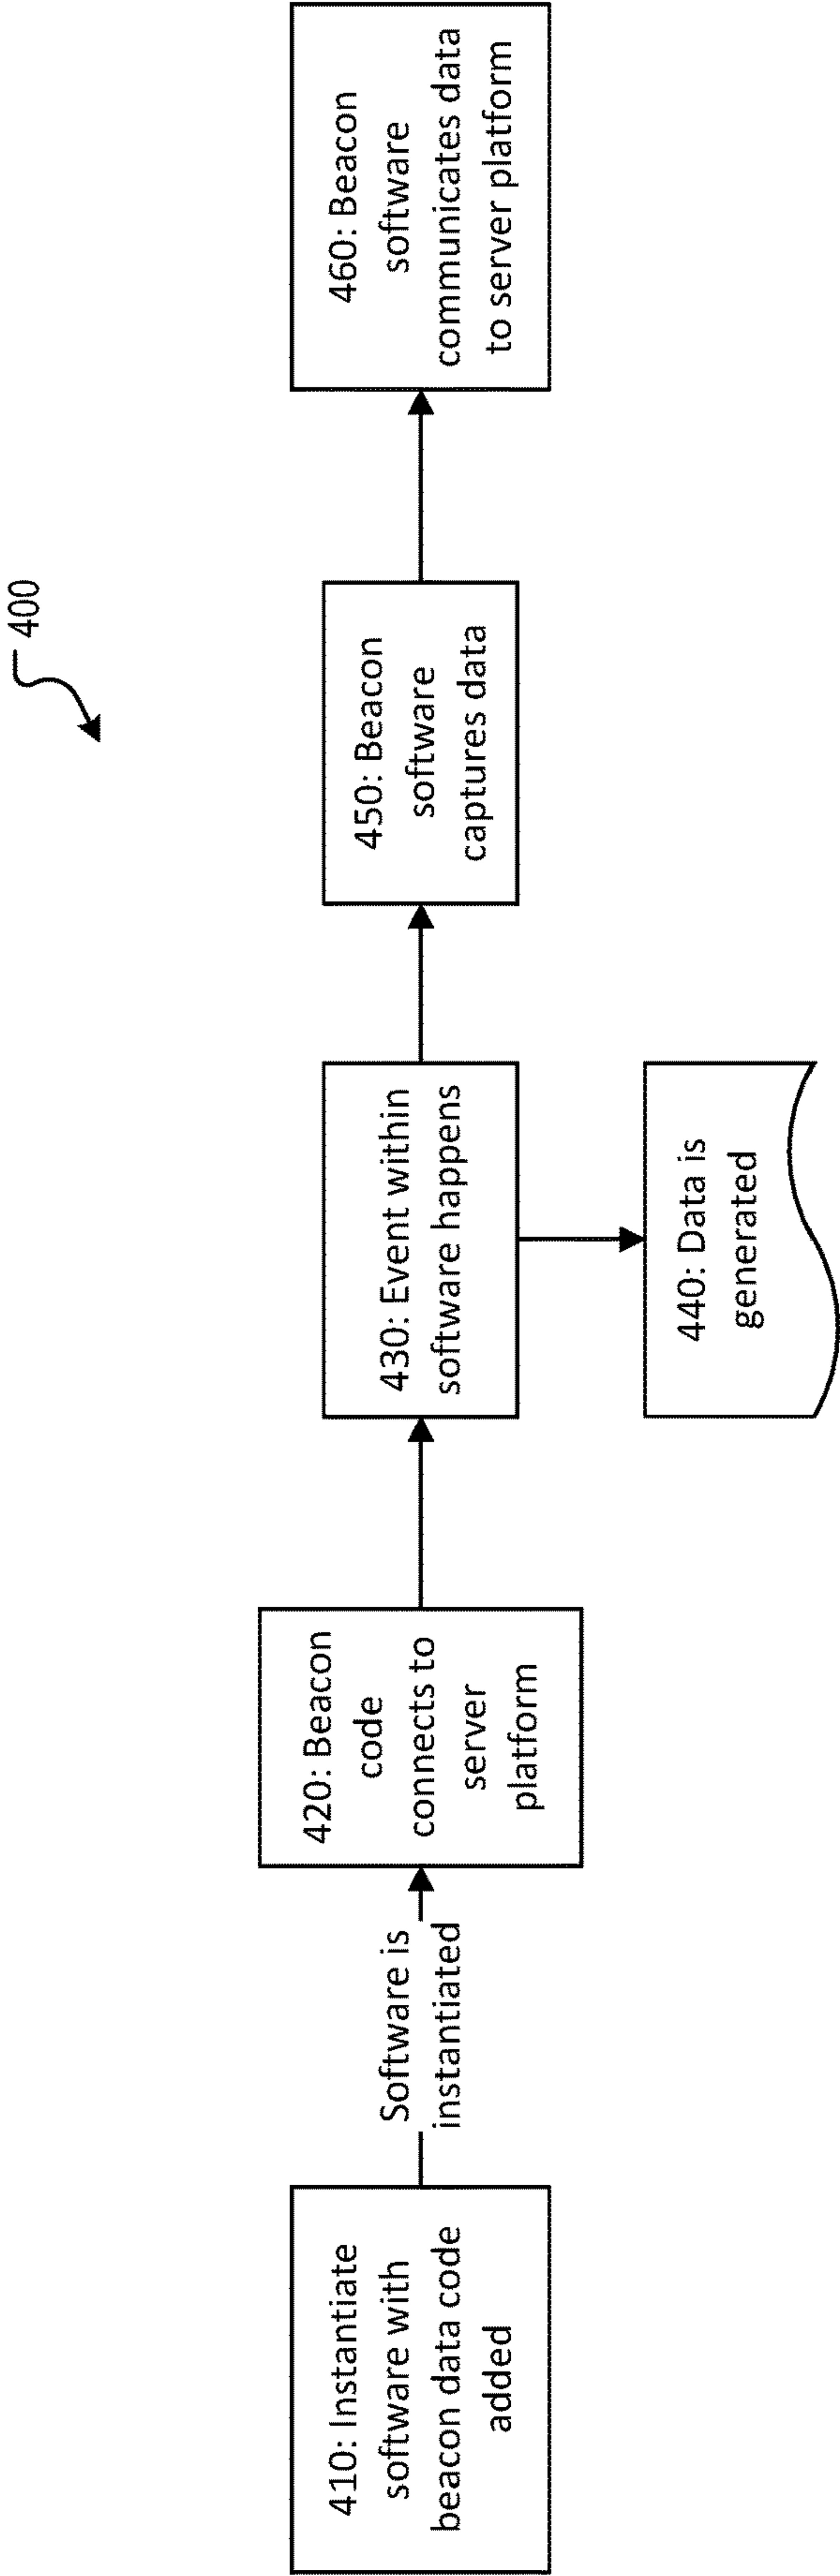 400
410: Instantiate
software with
beacon data code
added
Software is
instantiated
420: Beacon
code
connects to
server
platform
430: Event within
software happens
440: Data is
generated
450: Beacon
software
captures data
460: Beacon
software
communicates data
to server platform